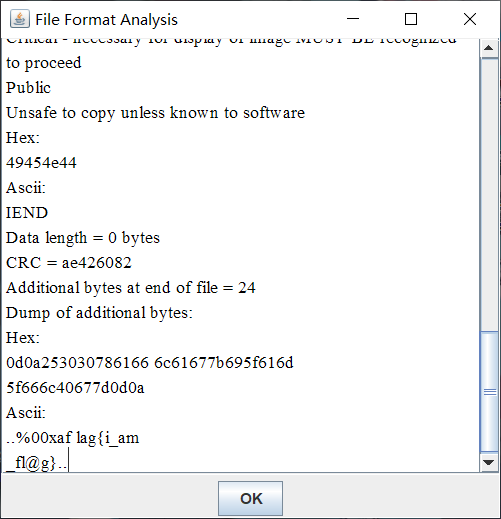 File Format Analysis
Critical - necessary for display of image MUST BE recognized
to proceed
Public
Unsafe to copy unless known to software
Hex:
49454e44
Ascii:
IEND
Data length = 0 bytes
CRC = ae426082
Additional bytes at end of file = 24
Dump of additional bytes:
Hex:
0d0a253030786166 6c61677b695f616d
5f666c40677d0d0a
Ascii:
..%00xaf lag{i_am
_fl@g}..
OK